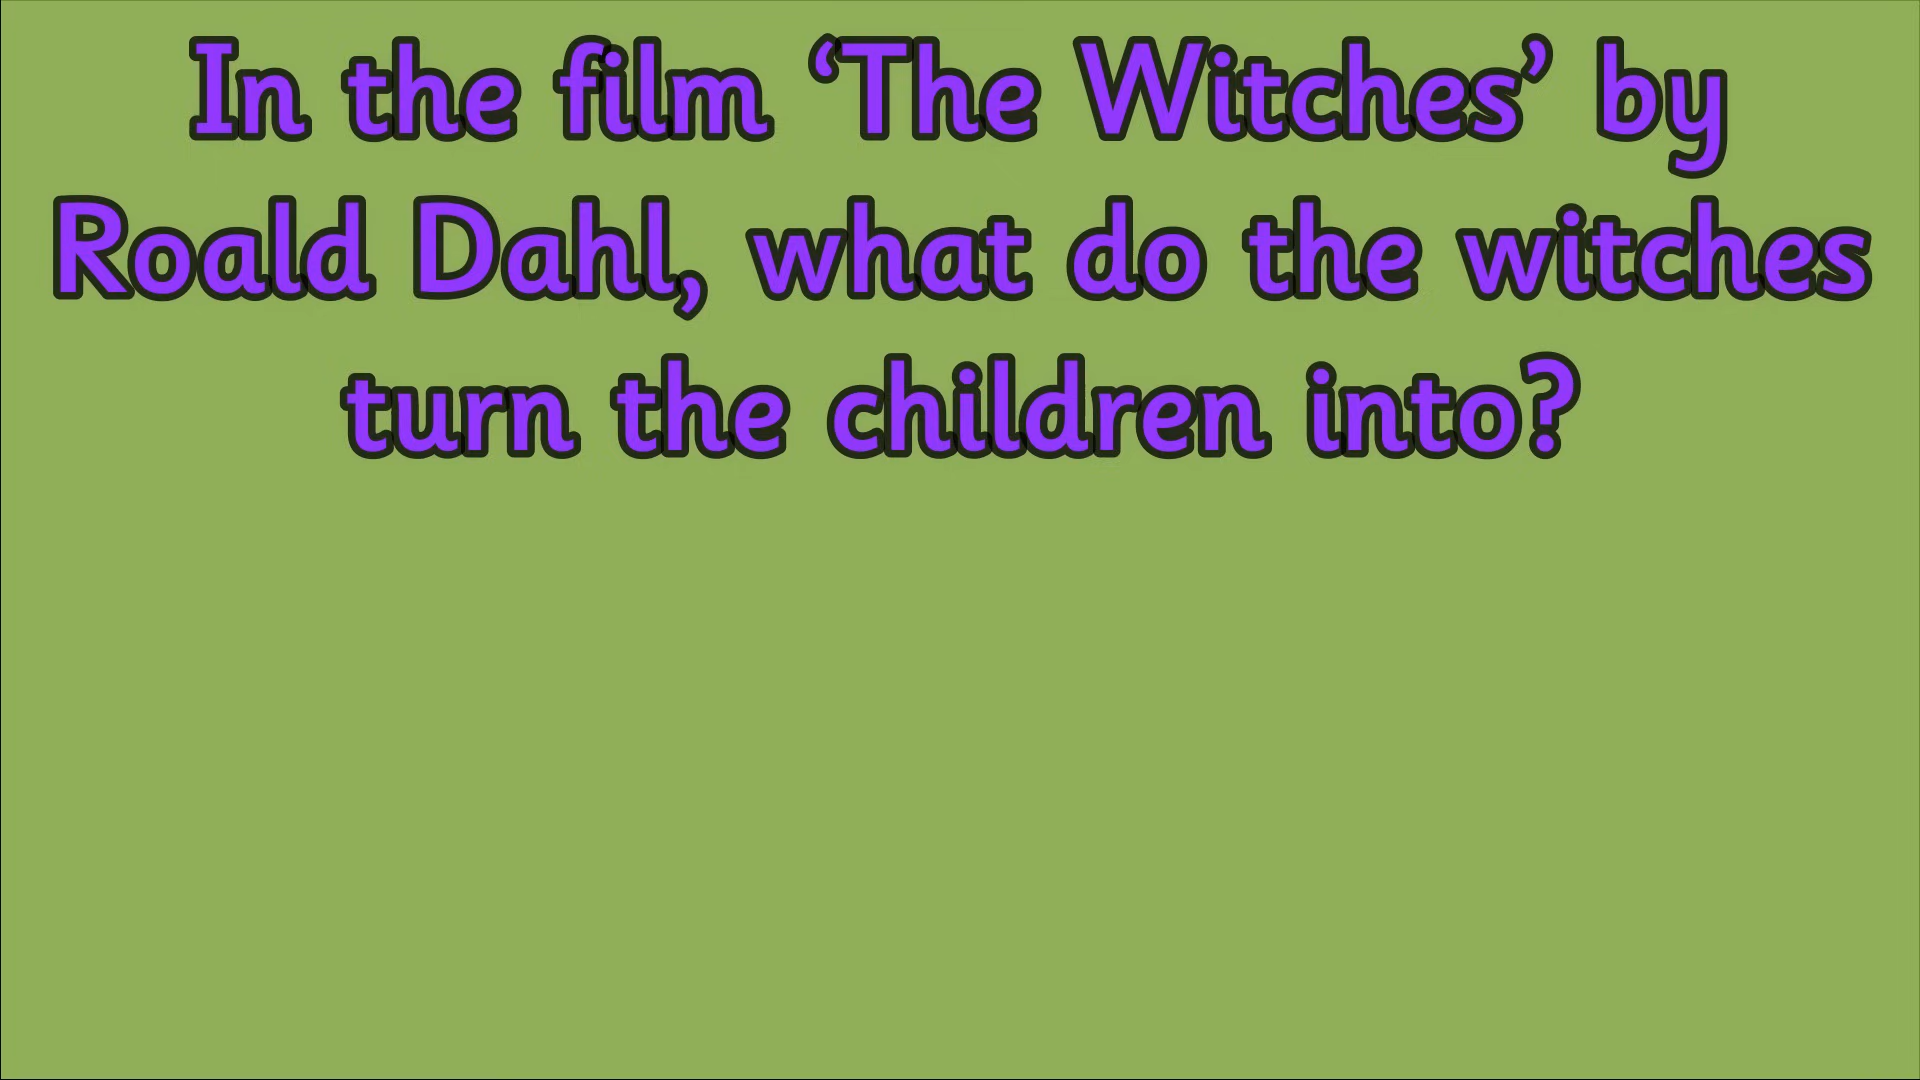 In the film ‘The Witches’ by
Roald Dahl, what do the witches
turn the children into?